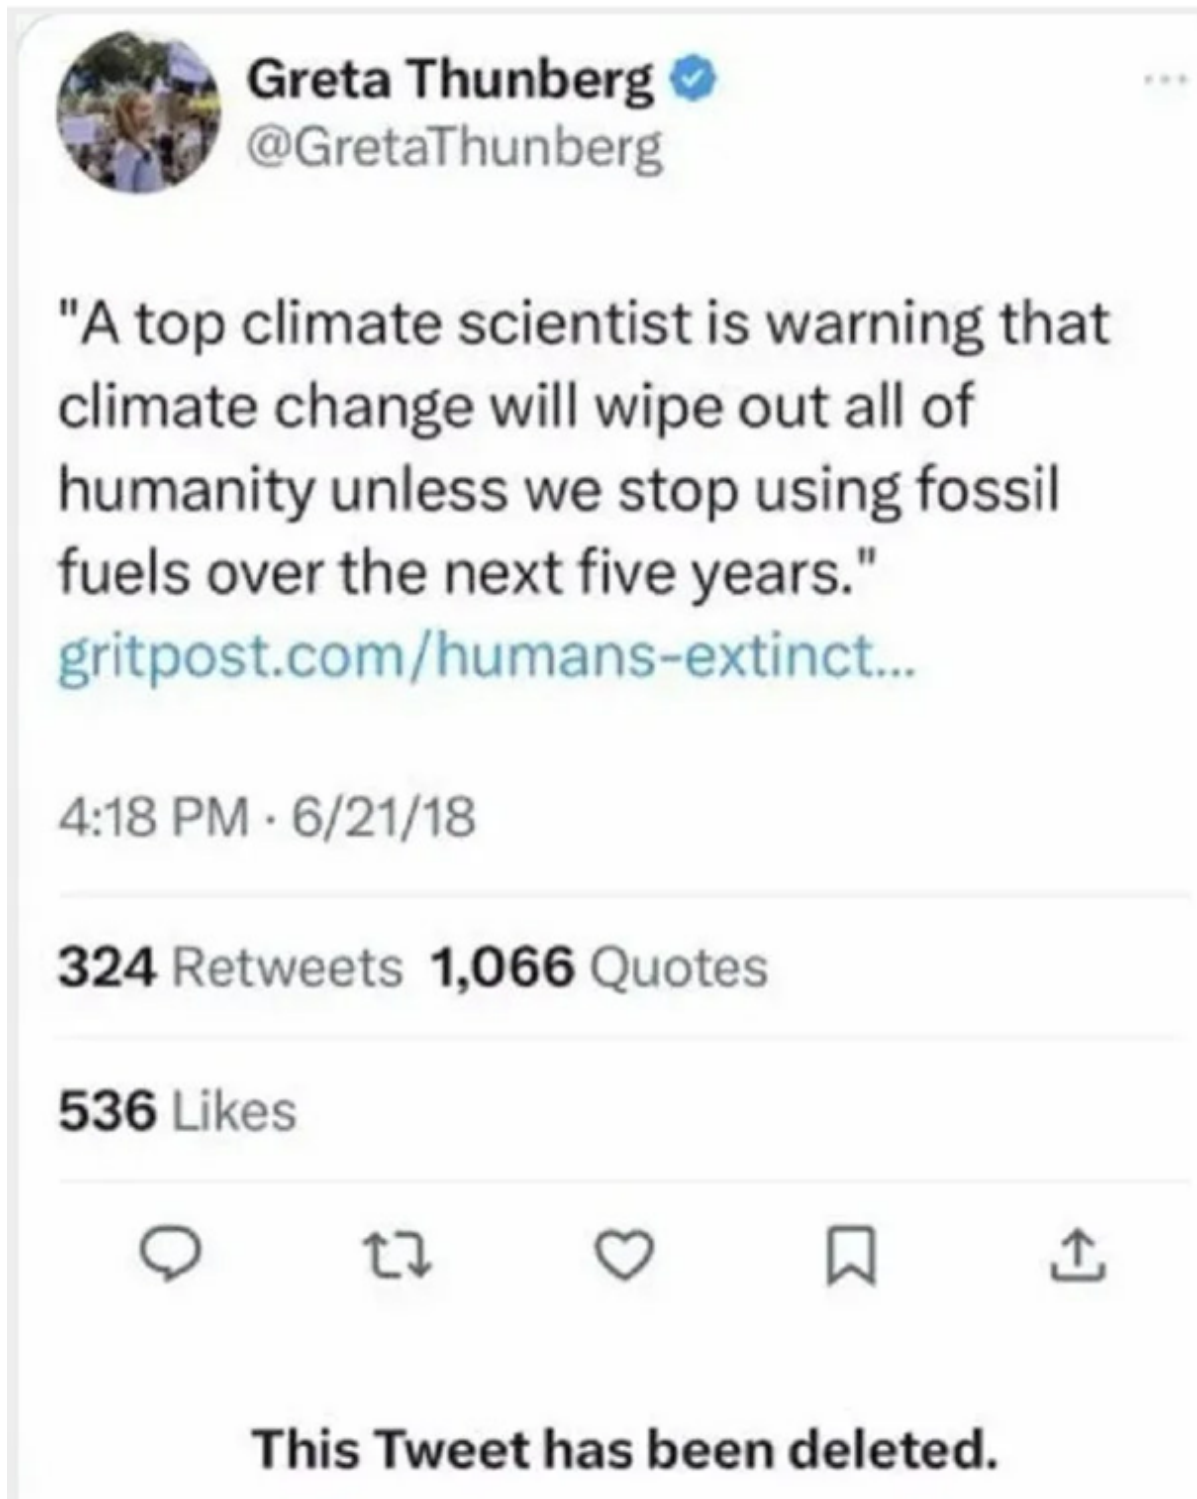 Greta Thunberg
@GretaThunberg
"A top climate scientist is warning that
climate change will wipe out all of
humanity unless we stop using fossil
fuels over the next five years."
gritpost.com/humans-extinct...
4:18 PM · 6/21/18
324 Retweets 1,066 Quotes
536 Likes
This Tweet has been deleted.